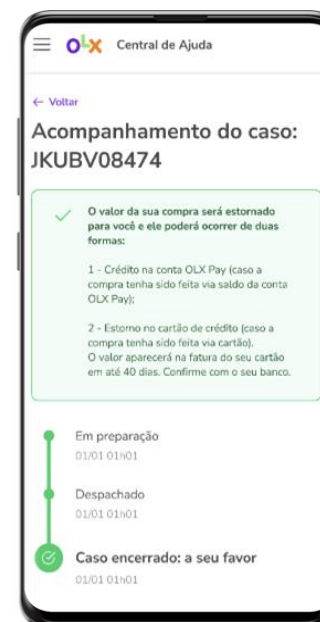 OLX Central de Ajuda
← Voltar
Acompanhamento do caso:
JKUBV08474
O valor da sua compra será estornado
para você e ele poderá ocorrer de duas
formas:
1 - Crédito na conta OLX Pay (caso a
compra tenha sido feita via saldo da conta
OLX Pay);
2 - Estorno no cartão de crédito (caso a
compra tenha sido feita via cartão).
O valor aparecerá na fatura do seu cartão
em até 40 dias. Confirme com o seu banco.
Em preparação
01/01 01h01
Despachado
01/01 01h01
Caso encerrado: a seu favor
01/01 01h01